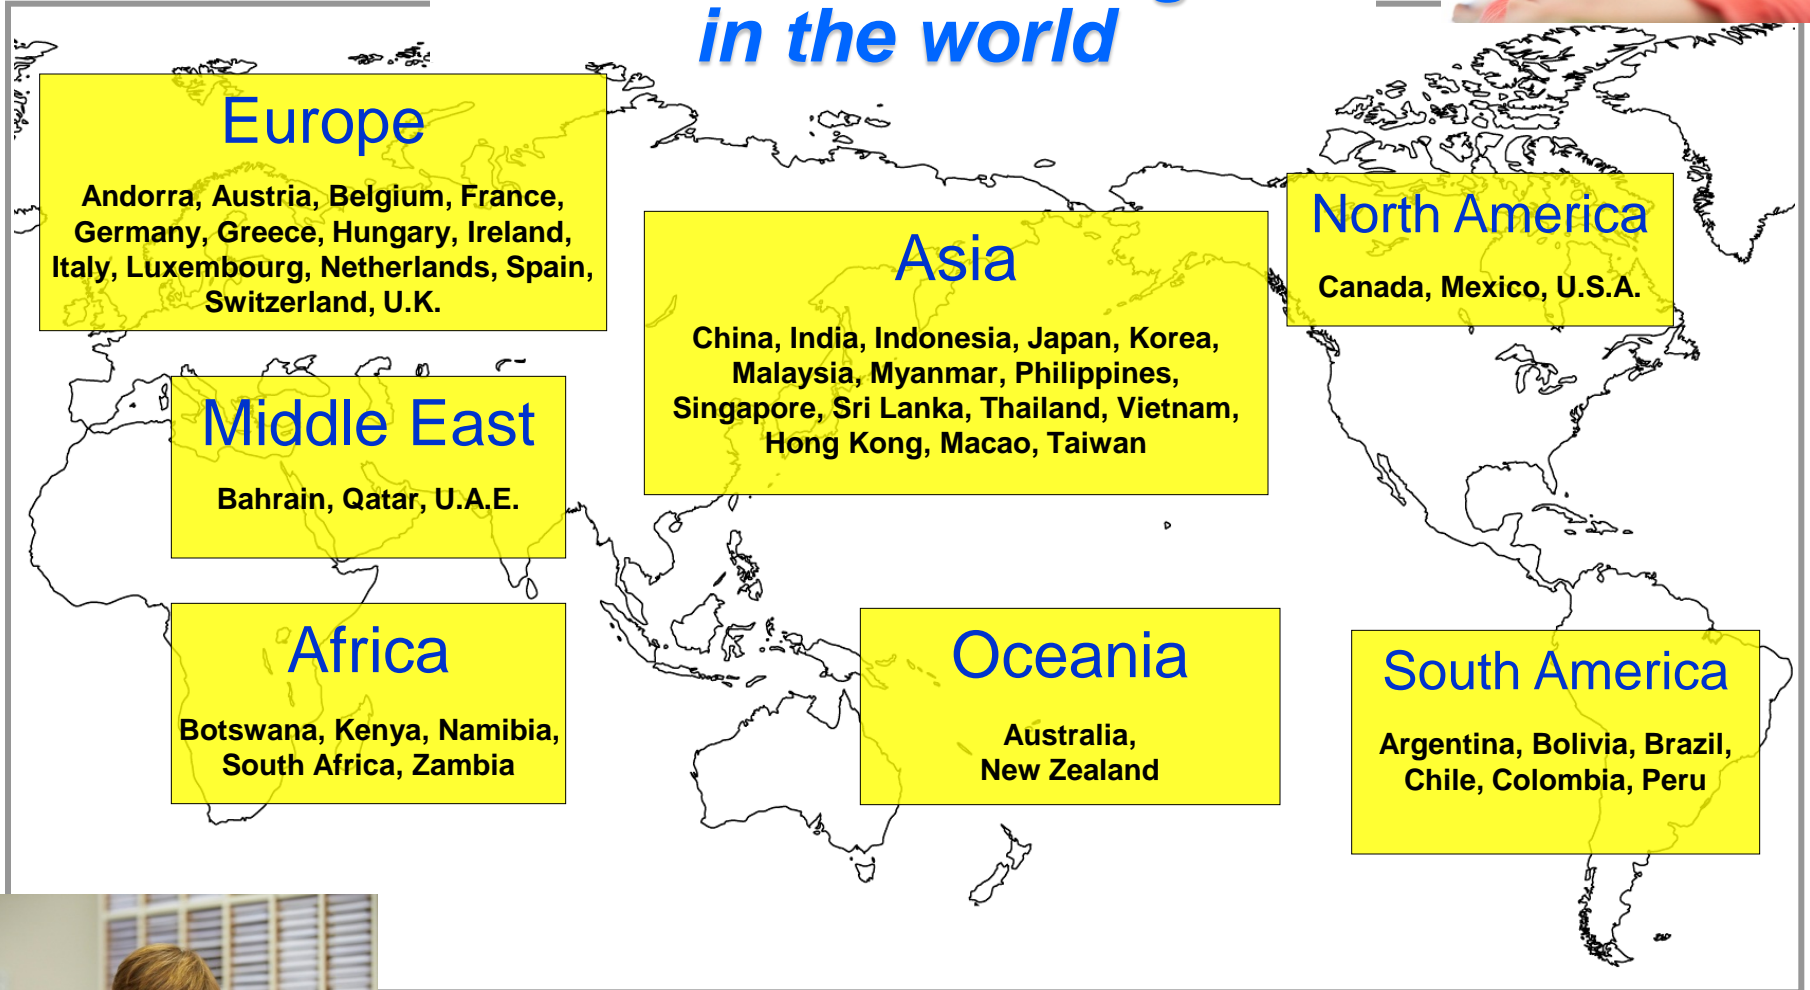 in the world
Europe
Andorra, Austria, Belgium, France,
Germany, Greece, Hungary, Ireland,
Italy, Luxembourg, Netherlands, Spain,
Switzerland, U.K.
Asia
China, India, Indonesia, Japan, Korea,
Malaysia, Myanmar, Philippines,
Singapore, Sri Lanka, Thailand, Vietnam,
Hong Kong, Macao, Taiwan
North America
Canada, Mexico, U.S.A.
Middle East
Bahrain, Qatar, U.A.E.
Africa
Botswana, Kenya, Namibia,
South Africa, Zambia
Oceania
Australia,
New Zealand
South America
Argentina, Bolivia, Brazil,
Chile, Colombia, Peru